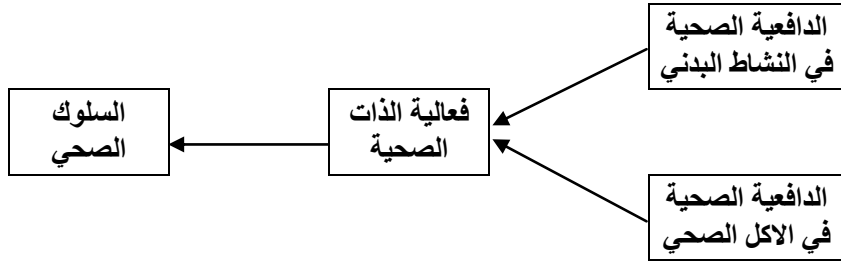 الدافعية الصحية
في النشاط البدني
فعالية الذات
الصحية
السلوك
الصحي
الدافعية الصحية
في الاكل الصحي